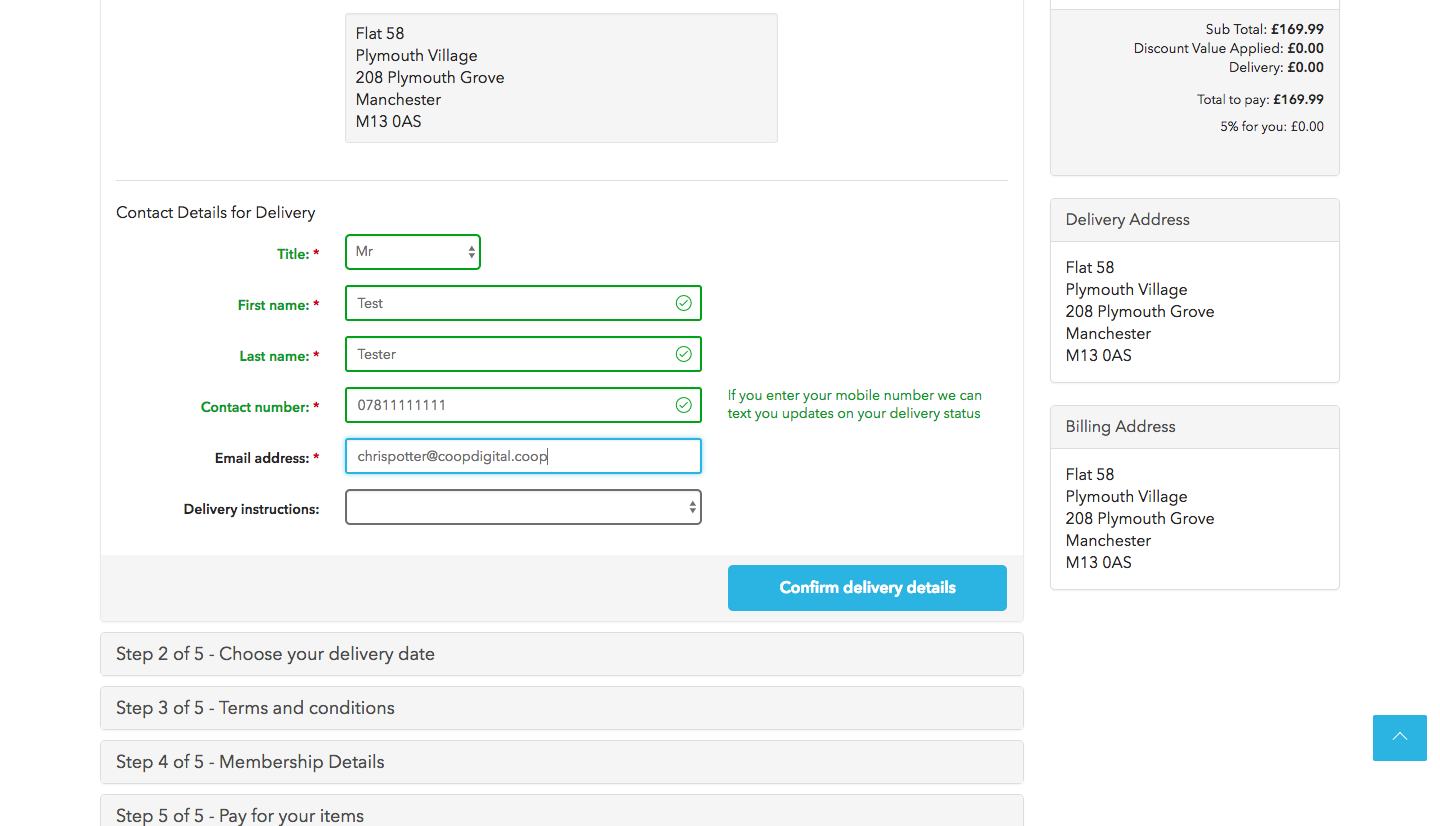 Flat 58
Plymouth Village
208 Plymouth Grove
Manchester
M13 0AS
Contact Details for Delivery
Title: * Mr
First name: * Test
Last name: * Tester
Contact number: * 07811111111
If you enter your mobile number we can
text you updates on your delivery status
Email address: * chrispotter@coopdigital.coop
Delivery instructions:
Confirm delivery details
Step 2 of 5 - Choose your delivery date
Step 3 of 5 - Terms and conditions
Step 4 of 5 - Membership Details
Step 5 of 5 - Pay for your items
Sub Total: £169.99
Discount Value Applied: £0.00
Delivery: £0.00
Total to pay: £169.99
5% for you: £0.00
Delivery Address
Flat 58
Plymouth Village
208 Plymouth Grove
Manchester
M13 0AS
Billing Address
Flat 58
Plymouth Village
208 Plymouth Grove
Manchester
M13 0AS